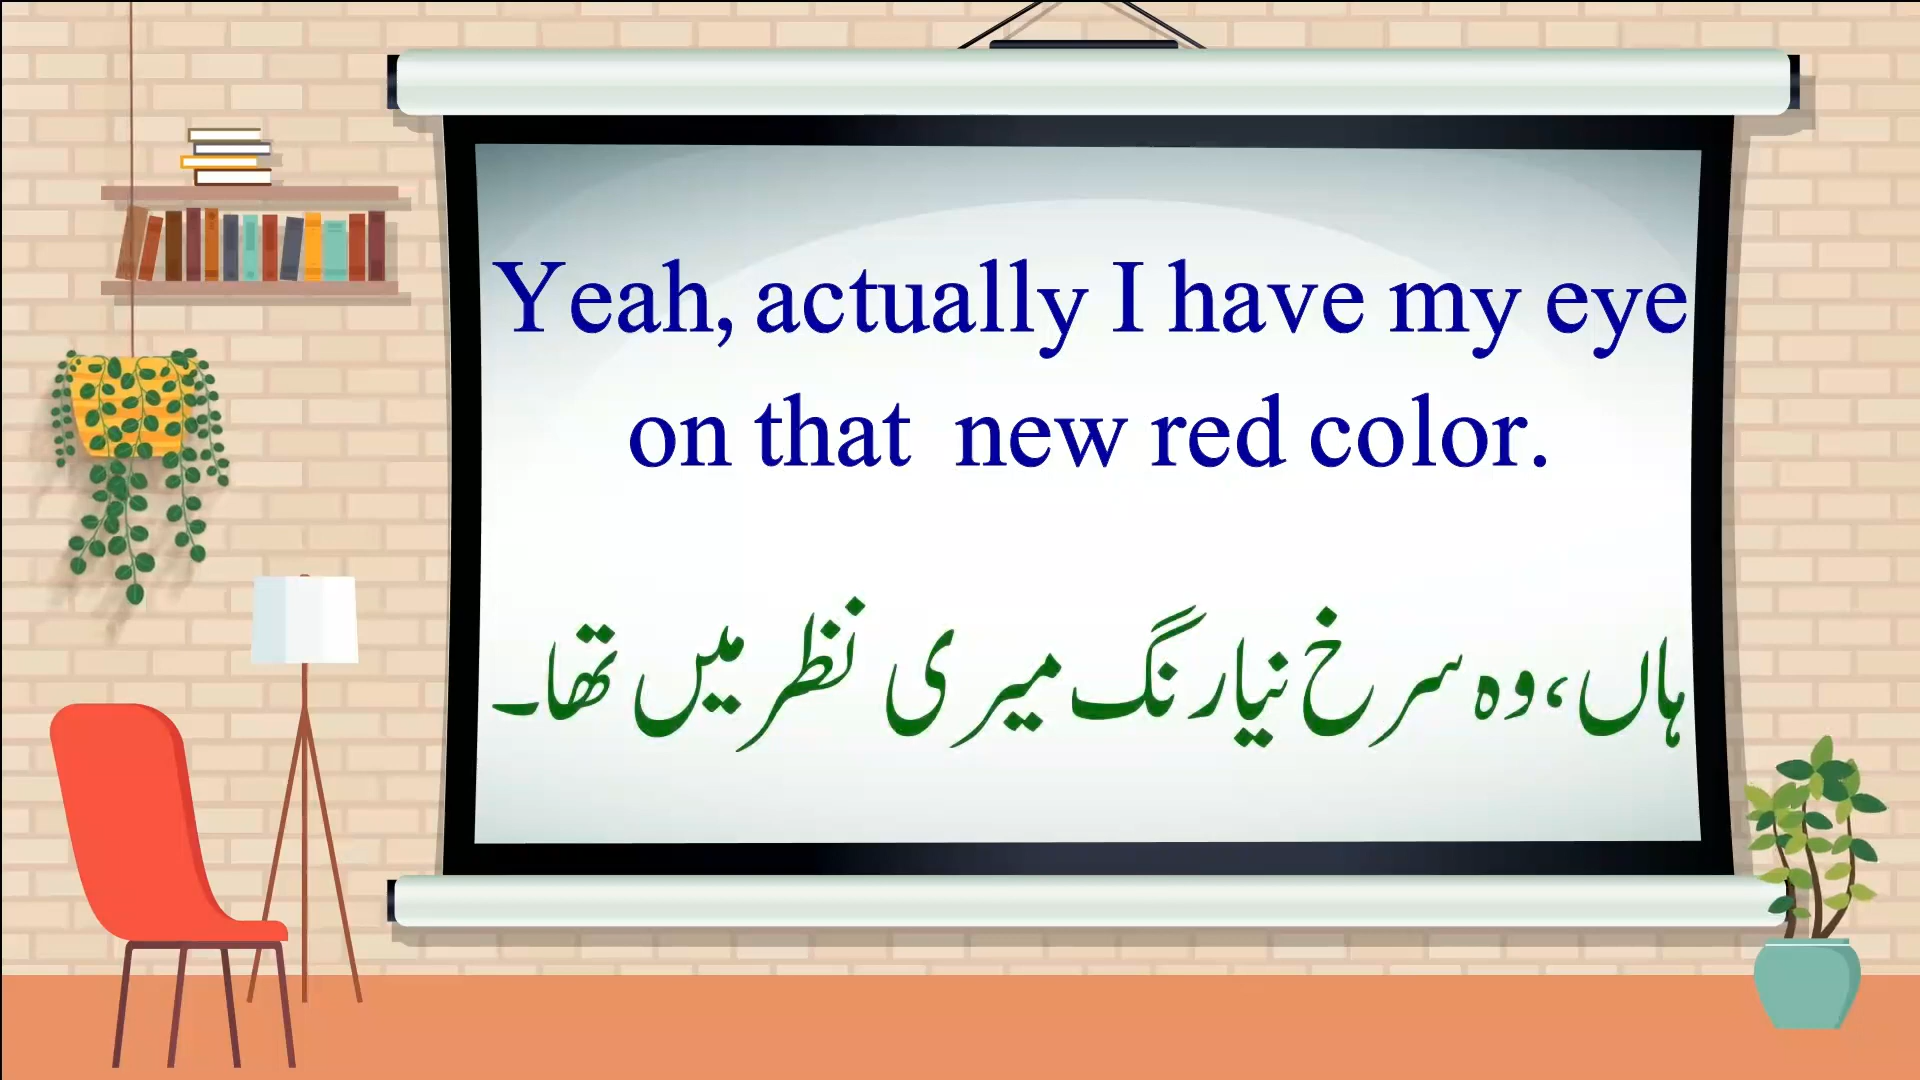 Yeah, actually I have my eye
on that new red color.
ہاں، وہ سرخ نیا رنگ میری نظر میں تھا۔